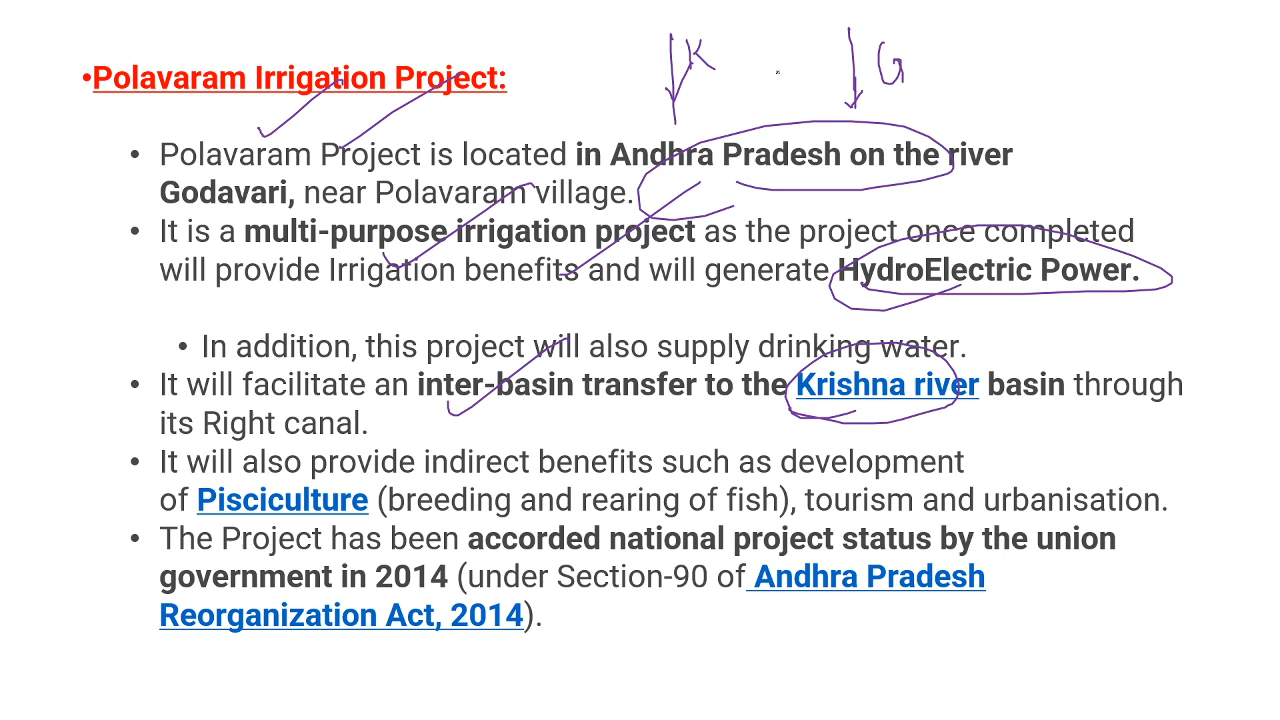 K G
•Polavaram Irrigation Project:
• Polavaram Project is located in Andhra Pradesh on the river
Godavari, near Polavaram village.
• It is a multi-purpose irrigation project as the project once completed
will provide Irrigation benefits and will generate HydroElectric Power.
• In addition, this project will also supply drinking water.
• It will facilitate an inter-basin transfer to the Krishna river basin through
its Right canal.
• It will also provide indirect benefits such as development
of Pisciculture (breeding and rearing of fish), tourism and urbanisation.
• The Project has been accorded national project status by the union
government in 2014 (under Section-90 of Andhra Pradesh
Reorganization Act, 2014).